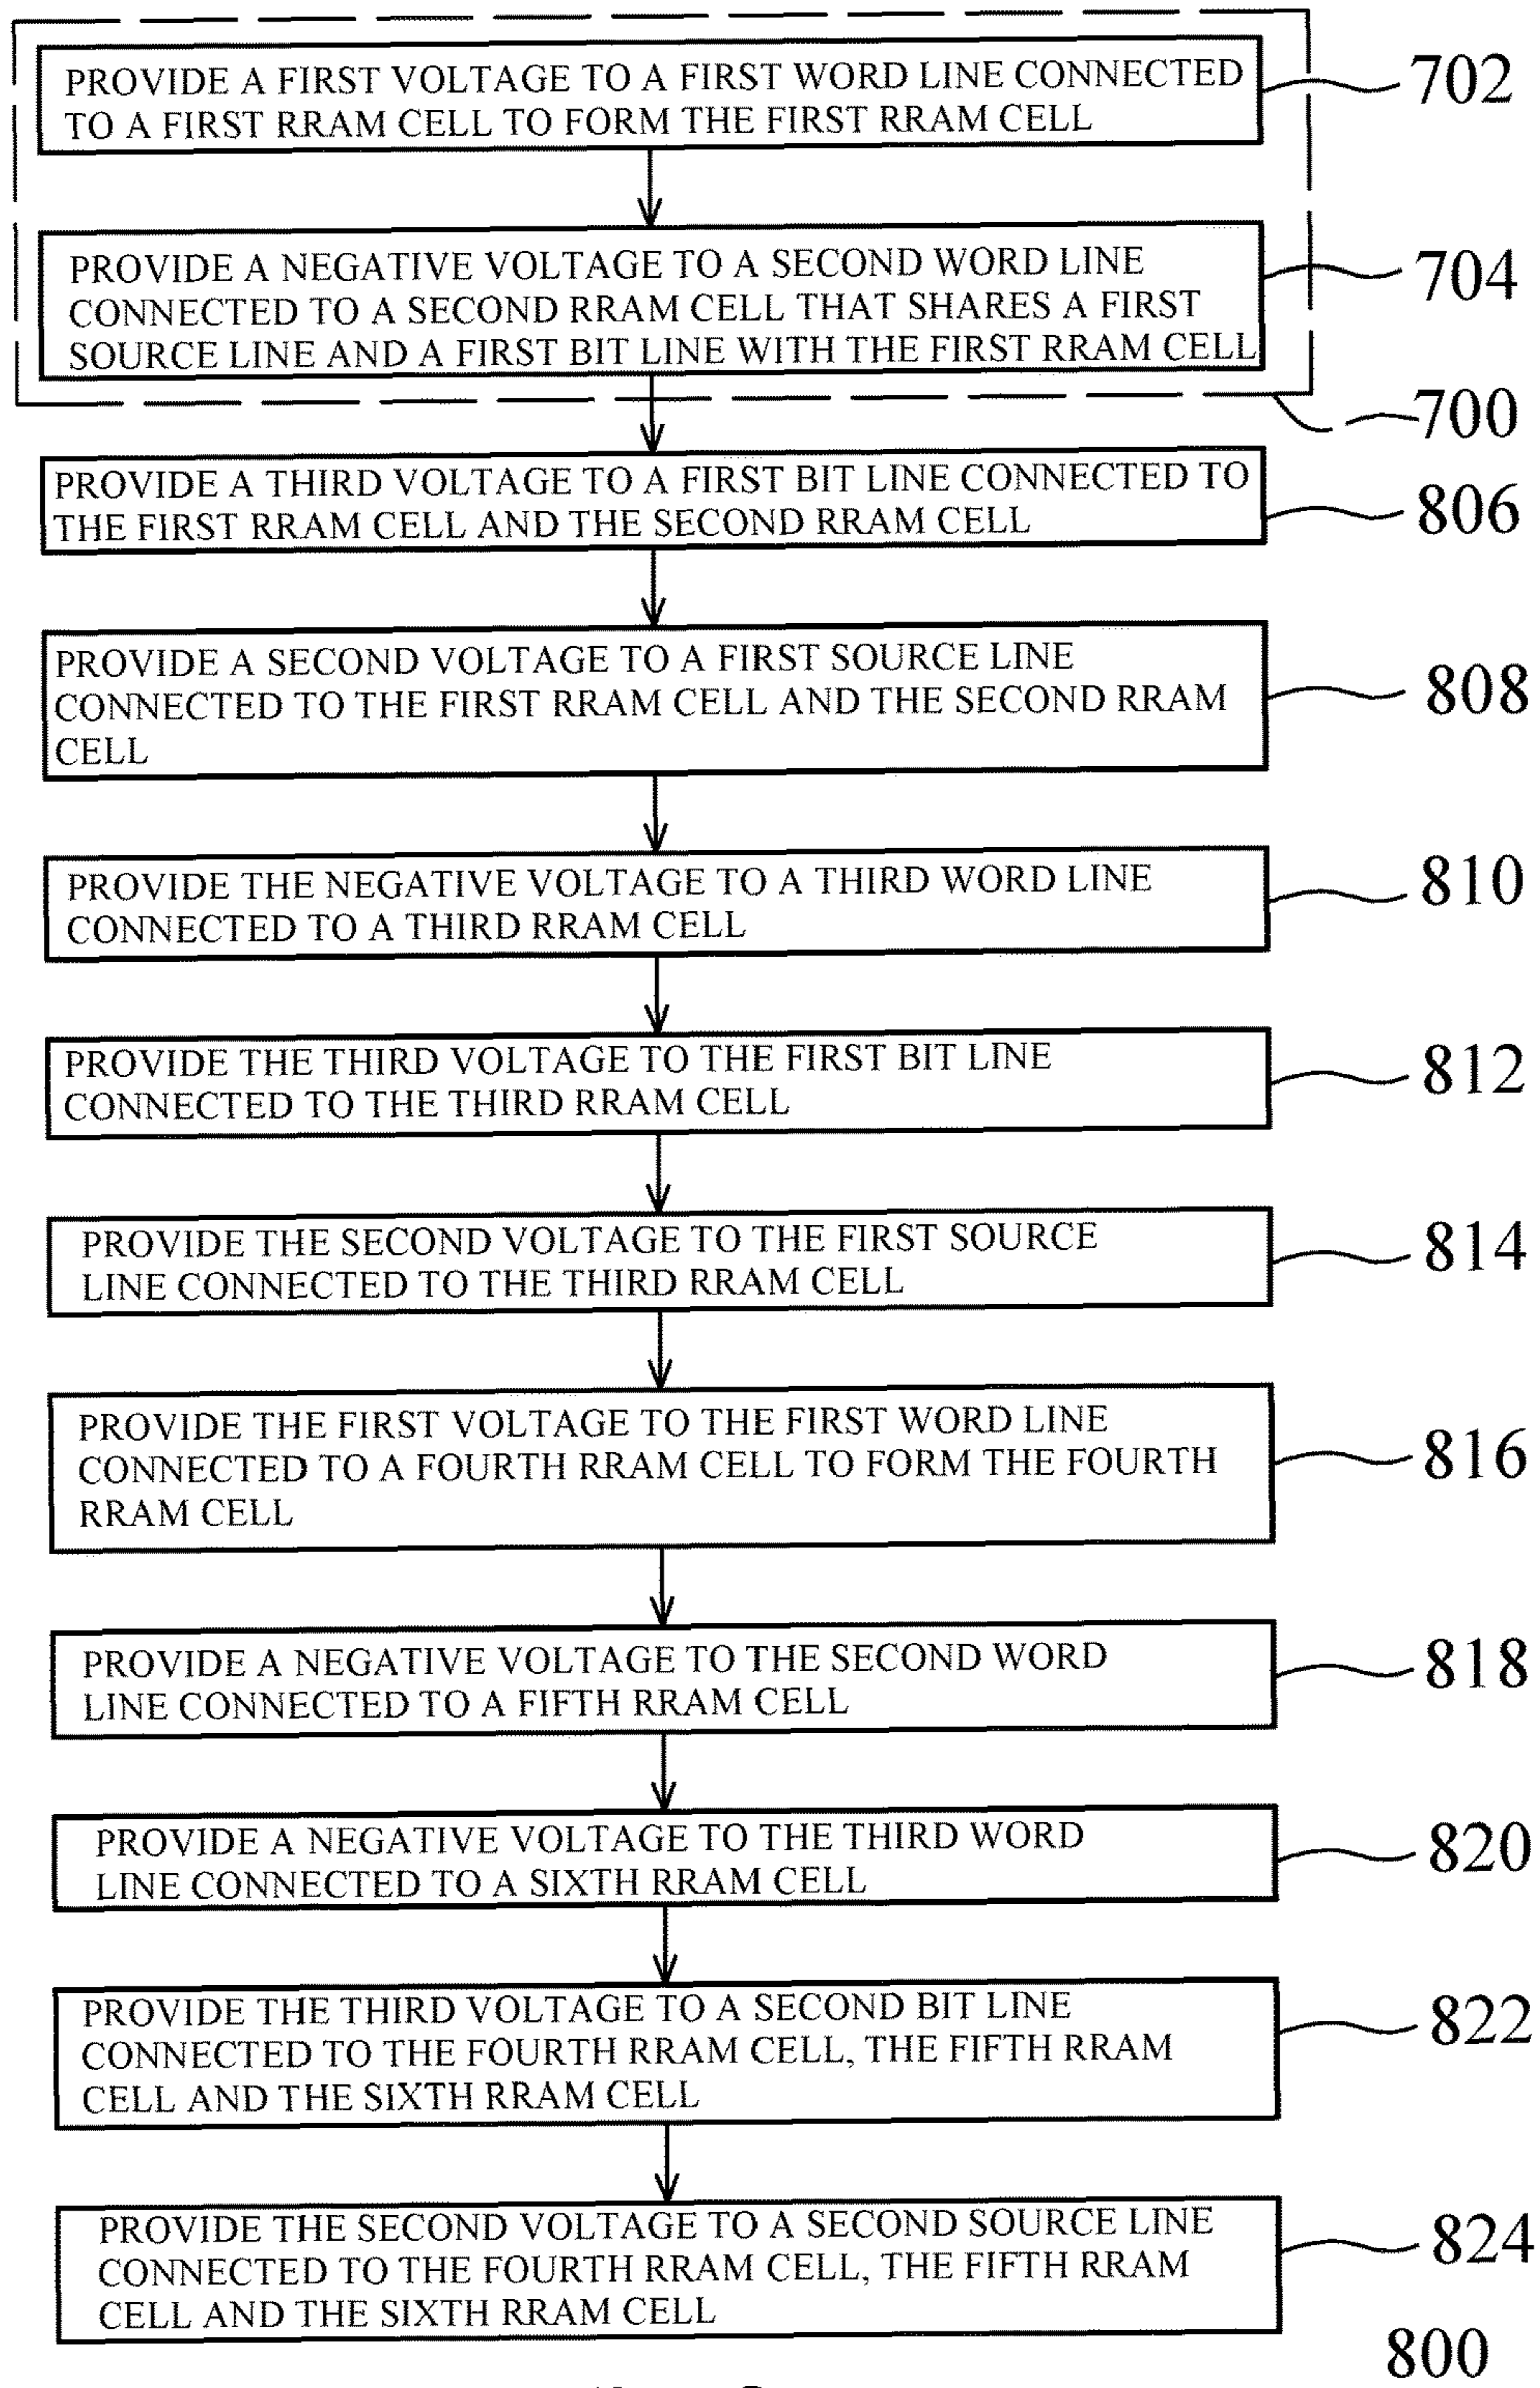 PROVIDE A FIRST VOLTAGE TO A FIRST WORD LINE CONNECTED
TO A FIRST RRAM CELL TO FORM THE FIRST RRAM CELL
702
PROVIDE A NEGATIVE VOLTAGE TO A SECOND WORD LINE
CONNECTED TO A SECOND RRAM CELL THAT SHARES A FIRST
SOURCE LINE AND A FIRST BIT LINE WITH THE FIRST RRAM CELL
704
700
PROVIDE A THIRD VOLTAGE TO A FIRST BIT LINE CONNECTED TO
THE FIRST RRAM CELL AND THE SECOND RRAM CELL
806
PROVIDE A SECOND VOLTAGE TO A FIRST SOURCE LINE
CONNECTED TO THE FIRST RRAM CELL AND THE SECOND RRAM
CELL
808
PROVIDE THE NEGATIVE VOLTAGE TO A THIRD WORD LINE
CONNECTED TO A THIRD RRAM CELL
810
PROVIDE THE THIRD VOLTAGE TO THE FIRST BIT LINE
CONNECTED TO THE THIRD RRAM CELL
812
PROVIDE THE SECOND VOLTAGE TO THE FIRST SOURCE
LINE CONNECTED TO THE THIRD RRAM CELL
814
PROVIDE THE FIRST VOLTAGE TO THE FIRST WORD LINE
CONNECTED TO A FOURTH RRAM CELL TO FORM THE FOURTH
RRAM CELL
816
PROVIDE A NEGATIVE VOLTAGE TO THE SECOND WORD
LINE CONNECTED TO A FIFTH RRAM CELL
818
PROVIDE A NEGATIVE VOLTAGE TO THE THIRD WORD
LINE CONNECTED TO A SIXTH RRAM CELL
820
PROVIDE THE THIRD VOLTAGE TO A SECOND BIT LINE
CONNECTED TO THE FOURTH RRAM CELL, THE FIFTH RRAM
CELL AND THE SIXTH RRAM CELL
822
PROVIDE THE SECOND VOLTAGE TO A SECOND SOURCE LINE
CONNECTED TO THE FOURTH RRAM CELL, THE FIFTH RRAM
CELL AND THE SIXTH RRAM CELL
824
800